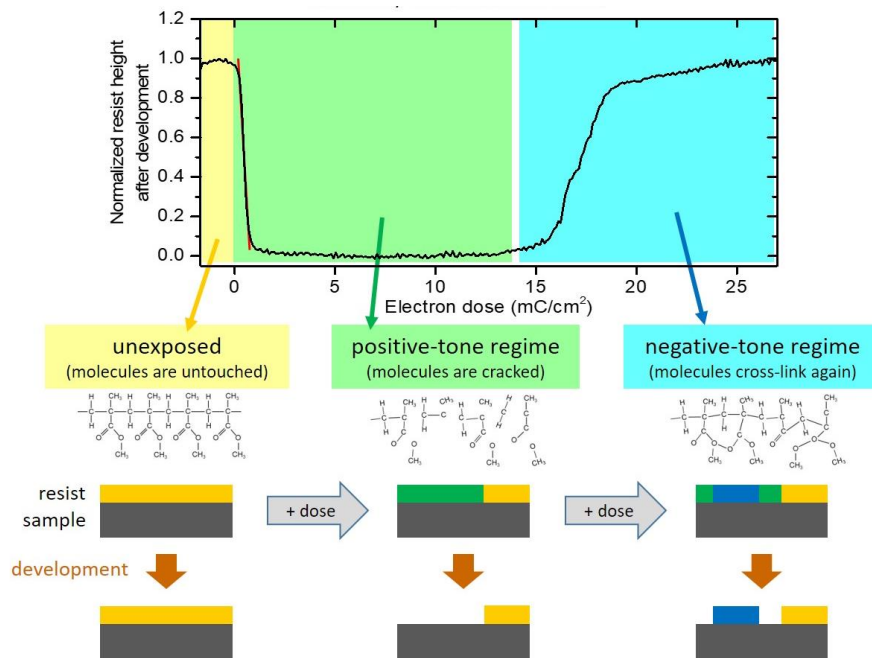 Normalized resist height
after development
1.0
0.8
0.6
0.4
0.2
0.0
0 5 10 15 20 25
Electron dose (mC/cm²)
unexposed
(molecules are untouched)
positive-tone regime
(molecules are cracked)
negative-tone regime
(molecules cross-link again)
resist
sample
+ dose
+ dose
development